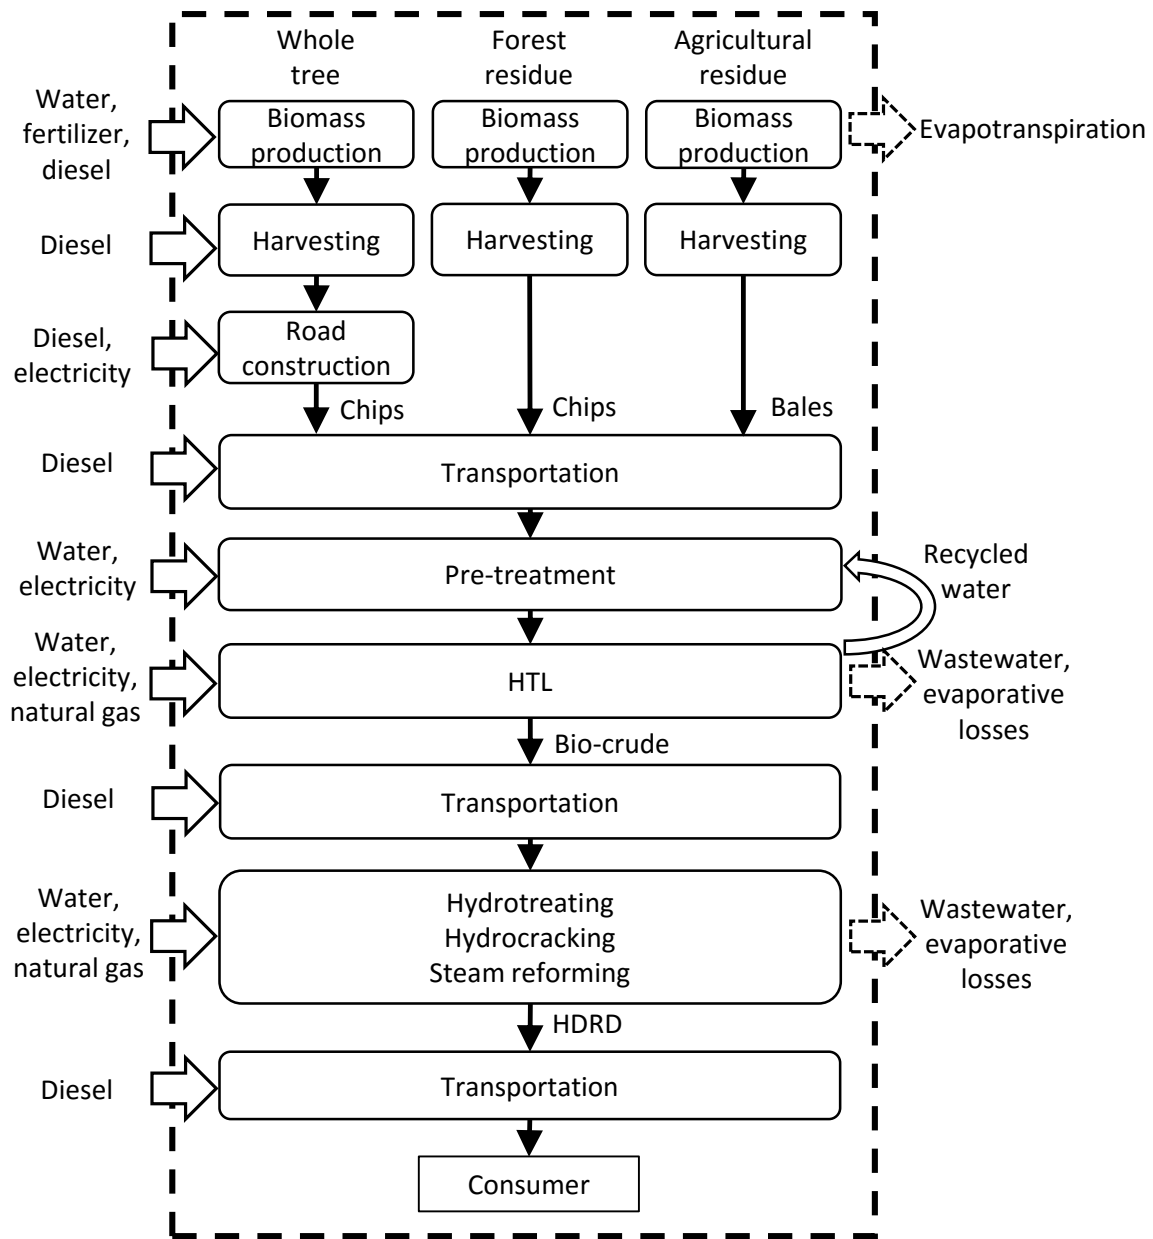 Whole
tree
Forest
residue
Agricultural
residue
Water,
fertilizer,
diesel
Biomass
production
Biomass
production
Biomass
production
Evapotranspiration
Diesel
Harvesting
Harvesting
Harvesting
Diesel,
electricity
Road
construction
Chips
Chips
Bales
Diesel
Transportation
Water,
electricity
Pre-treatment
Recycled
water
Water,
electricity,
natural gas
HTL
Wastewater,
evaporative
losses
Bio-crude
Diesel
Transportation
Water,
electricity,
natural gas
Hydrotreating
Hydrocracking
Steam reforming
Wastewater,
evaporative
losses
HDRD
Diesel
Transportation
Consumer